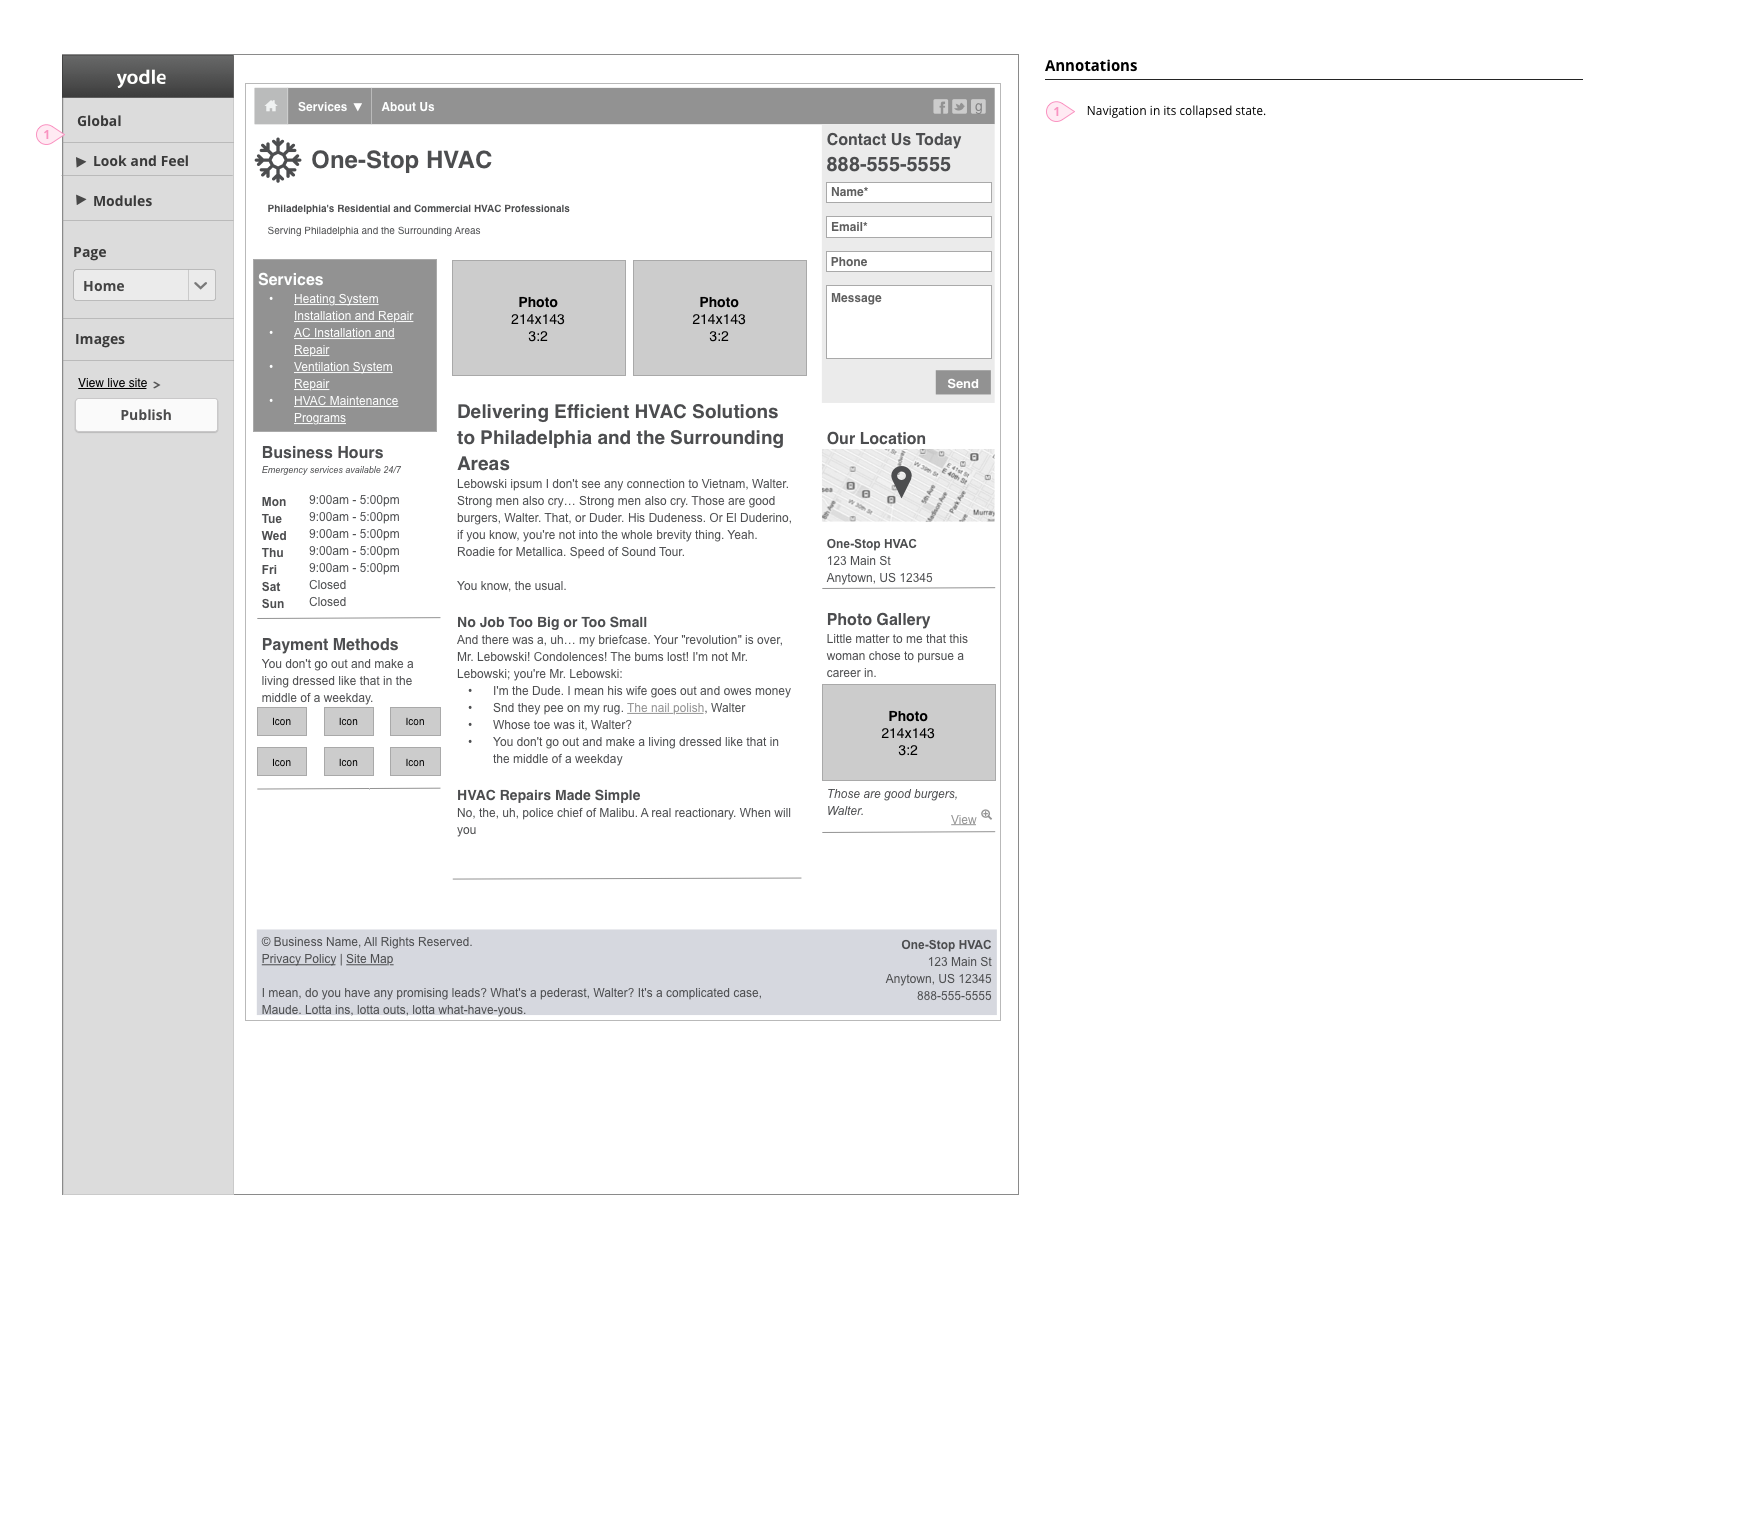 yodle
Global
1
Look and Feel
Modules
Page
Home
Images
View live site >
Publish
Services ▼
About Us
f
g
One-Stop HVAC
Philadelphia's Residential and Commercial HVAC Professionals
Serving Philadelphia and the Surrounding Areas
Contact Us Today
888-555-5555
Name*
Email*
Phone
Message
Send
Services
• Heating System
Installation and Repair
• AC Installation and
Repair
• Ventilation System
Repair
• HVAC Maintenance
Programs
Photo
214x143
3:2
Photo
214x143
3:2
Business Hours
Emergency services available 24/7
Mon 9:00am - 5:00pm
Tue 9:00am - 5:00pm
Wed 9:00am - 5:00pm
Thu 9:00am - 5:00pm
Fri 9:00am - 5:00pm
Sat Closed
Sun Closed
Payment Methods
You don't go out and make a
living dressed like that in the
middle of a weekday.
Icon Icon Icon
Icon Icon Icon
Delivering Efficient HVAC Solutions
to Philadelphia and the Surrounding
Areas
Lebowski ipsum I don't see any connection to Vietnam, Walter.
Strong men also cry… Strong men also cry. Those are good
burgers, Walter. That, or Duder. His Dudeness. Or El Duderino,
if you know, you're not into the whole brevity thing. Yeah.
Roadie for Metallica. Speed of Sound Tour.
You know, the usual.
No Job Too Big or Too Small
And there was a, uh… my briefcase. Your "revolution" is over,
Mr. Lebowski! Condolences! The bums lost! I'm not Mr.
Lebowski; you're Mr. Lebowski:
• I'm the Dude. I mean his wife goes out and owes money
• Snd they pee on my rug. The nail polish, Walter
• Whose toe was it, Walter?
• You don't go out and make a living dressed like that in
the middle of a weekday
HVAC Repairs Made Simple
No, the, uh, police chief of Malibu. A real reactionary. When will
you
Our Location
W 39th St
E 41st St
E 40th St
5th Ave
Madison Ave
Park Ave
Murray
One-Stop HVAC
123 Main St
Anytown, US 12345
Photo Gallery
Little matter to me that this
woman chose to pursue a
career in.
Photo
214x143
3:2
Those are good burgers,
Walter.
View
© Business Name, All Rights Reserved.
Privacy Policy | Site Map
I mean, do you have any promising leads? What's a pederast, Walter? It's a complicated case,
Maude. Lotta ins, lotta outs, lotta what-have-yous.
One-Stop HVAC
123 Main St
Anytown, US 12345
888-555-5555
Annotations
1 Navigation in its collapsed state.